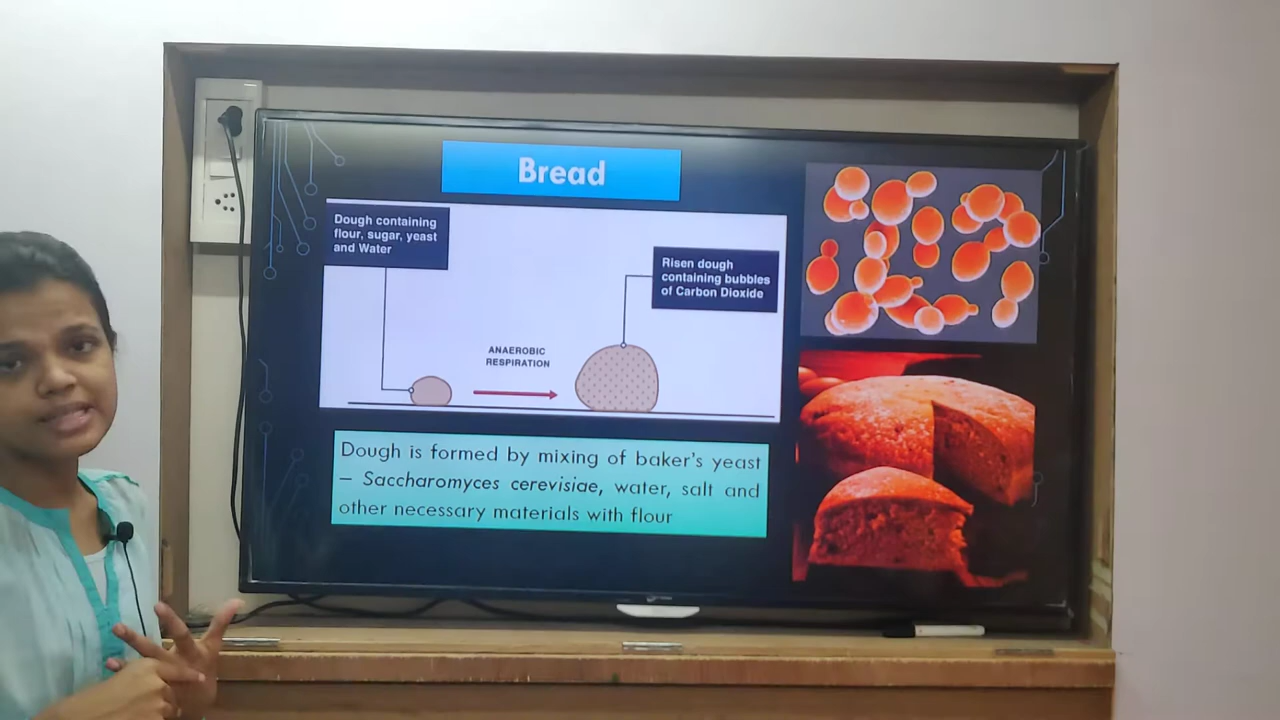 Bread
Dough containing
flour, sugar, yeast
and Water
Risen dough
containing bubbles
of Carbon Dioxide
ANAEROBIC
RESPIRATION
Dough is formed by mixing of baker's yeast
– Saccharomyces cerevisiae, water, salt and
other necessary materials with flour